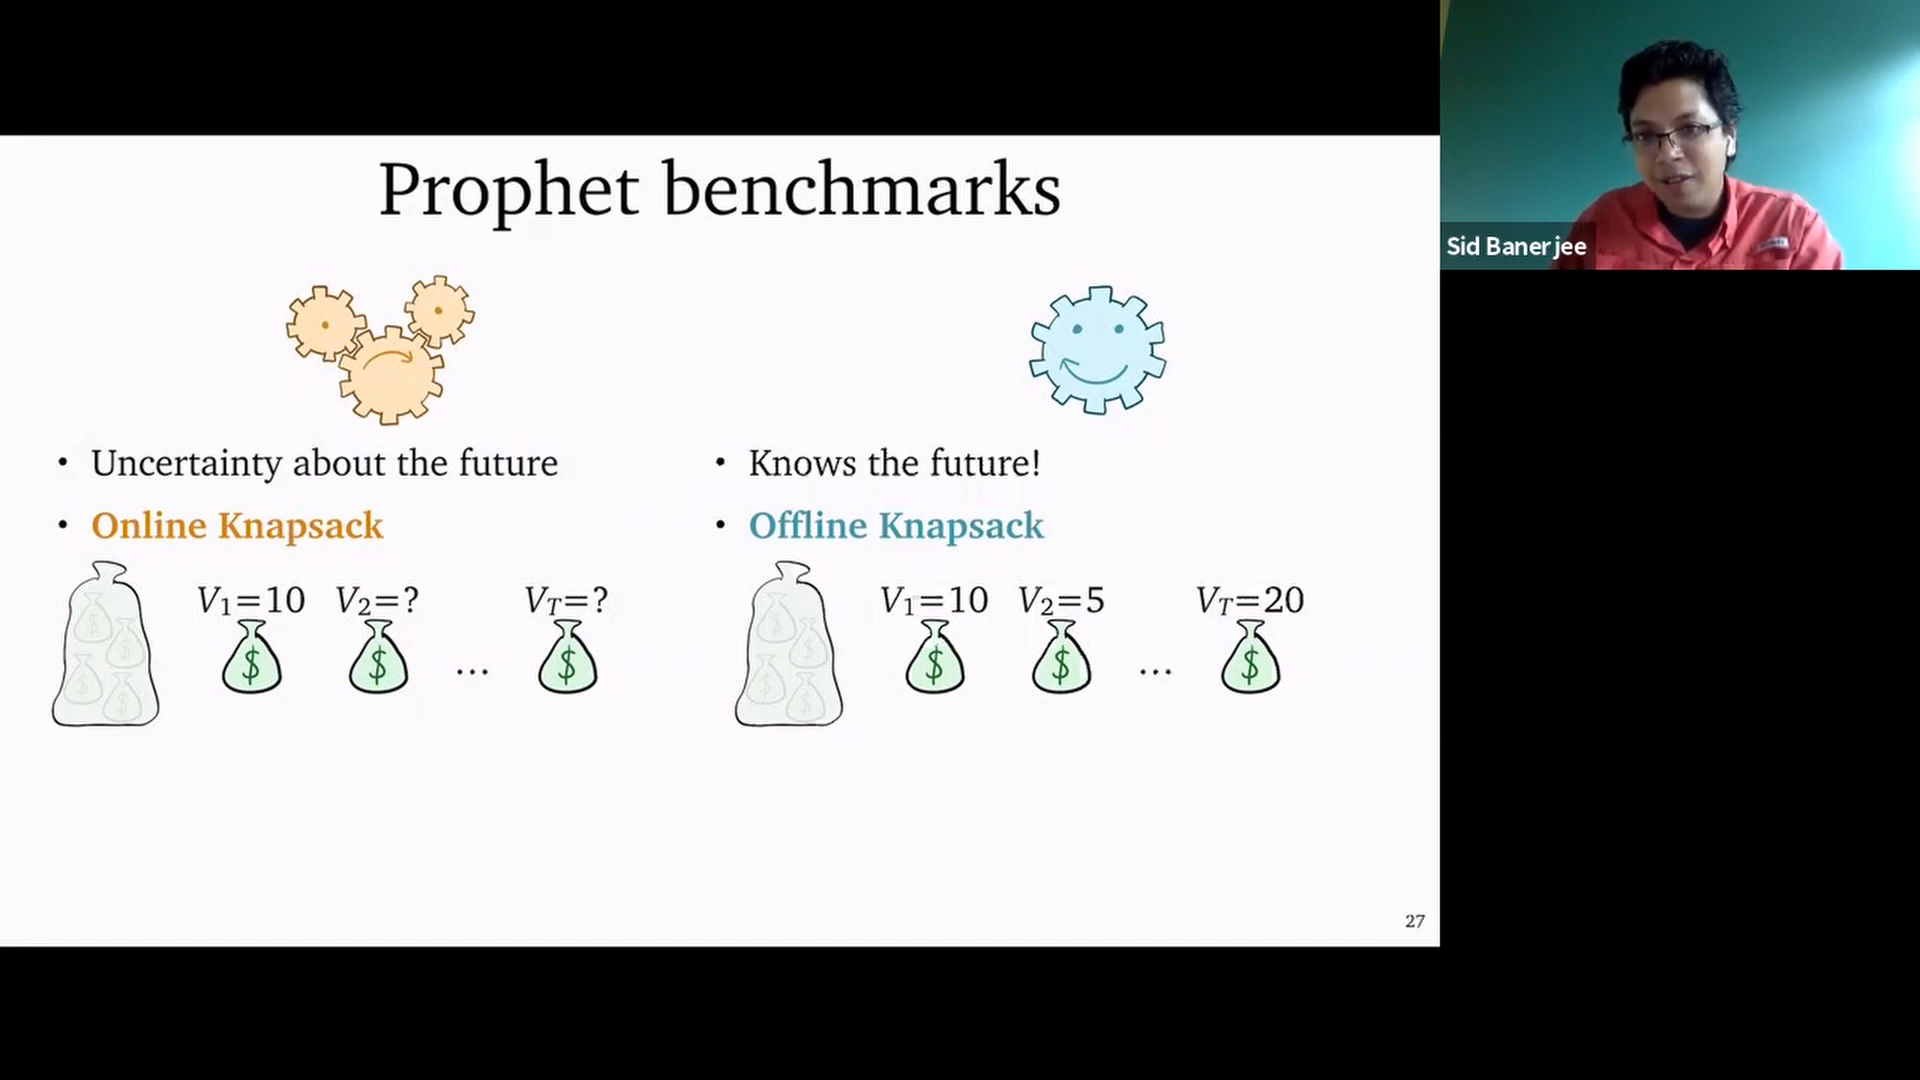 Prophet benchmarks
• Uncertainty about the future
• Online Knapsack
V1=10 V2=? VT=?
$ $ ... $
• Knows the future!
• Offline Knapsack
V1=10 V2=5 VT=20
$ $ ... $
27
Sid Banerjee